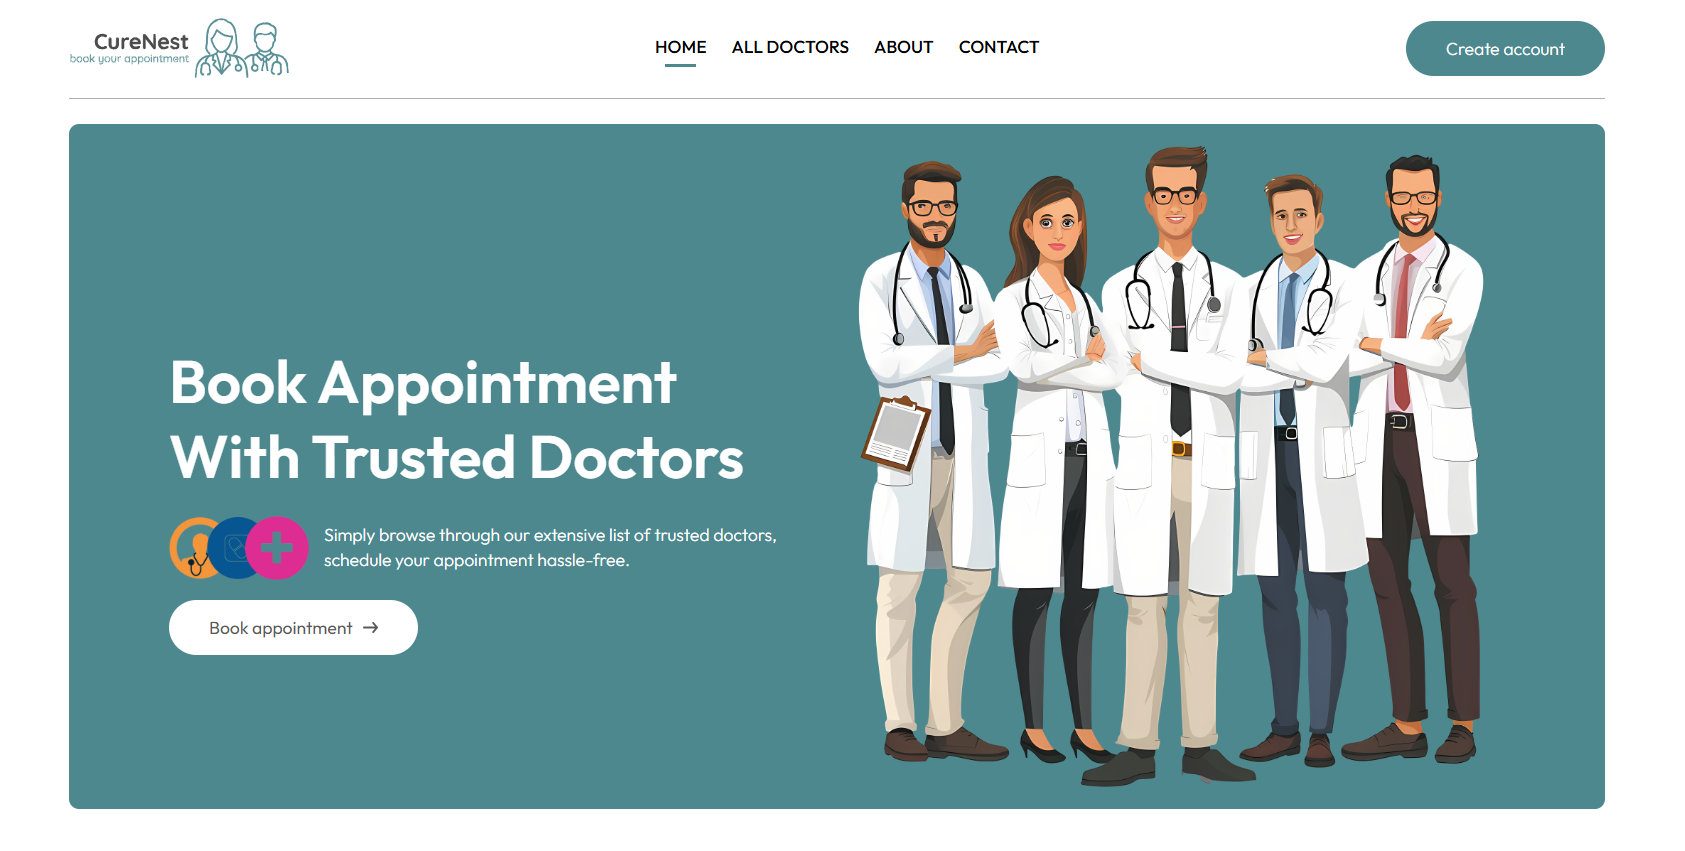 CureNest
book your appointment
HOME ALL DOCTORS ABOUT CONTACT
Create account
Book Appointment
With Trusted Doctors
Simply browse through our extensive list of trusted doctors,
schedule your appointment hassle-free.
Book appointment →